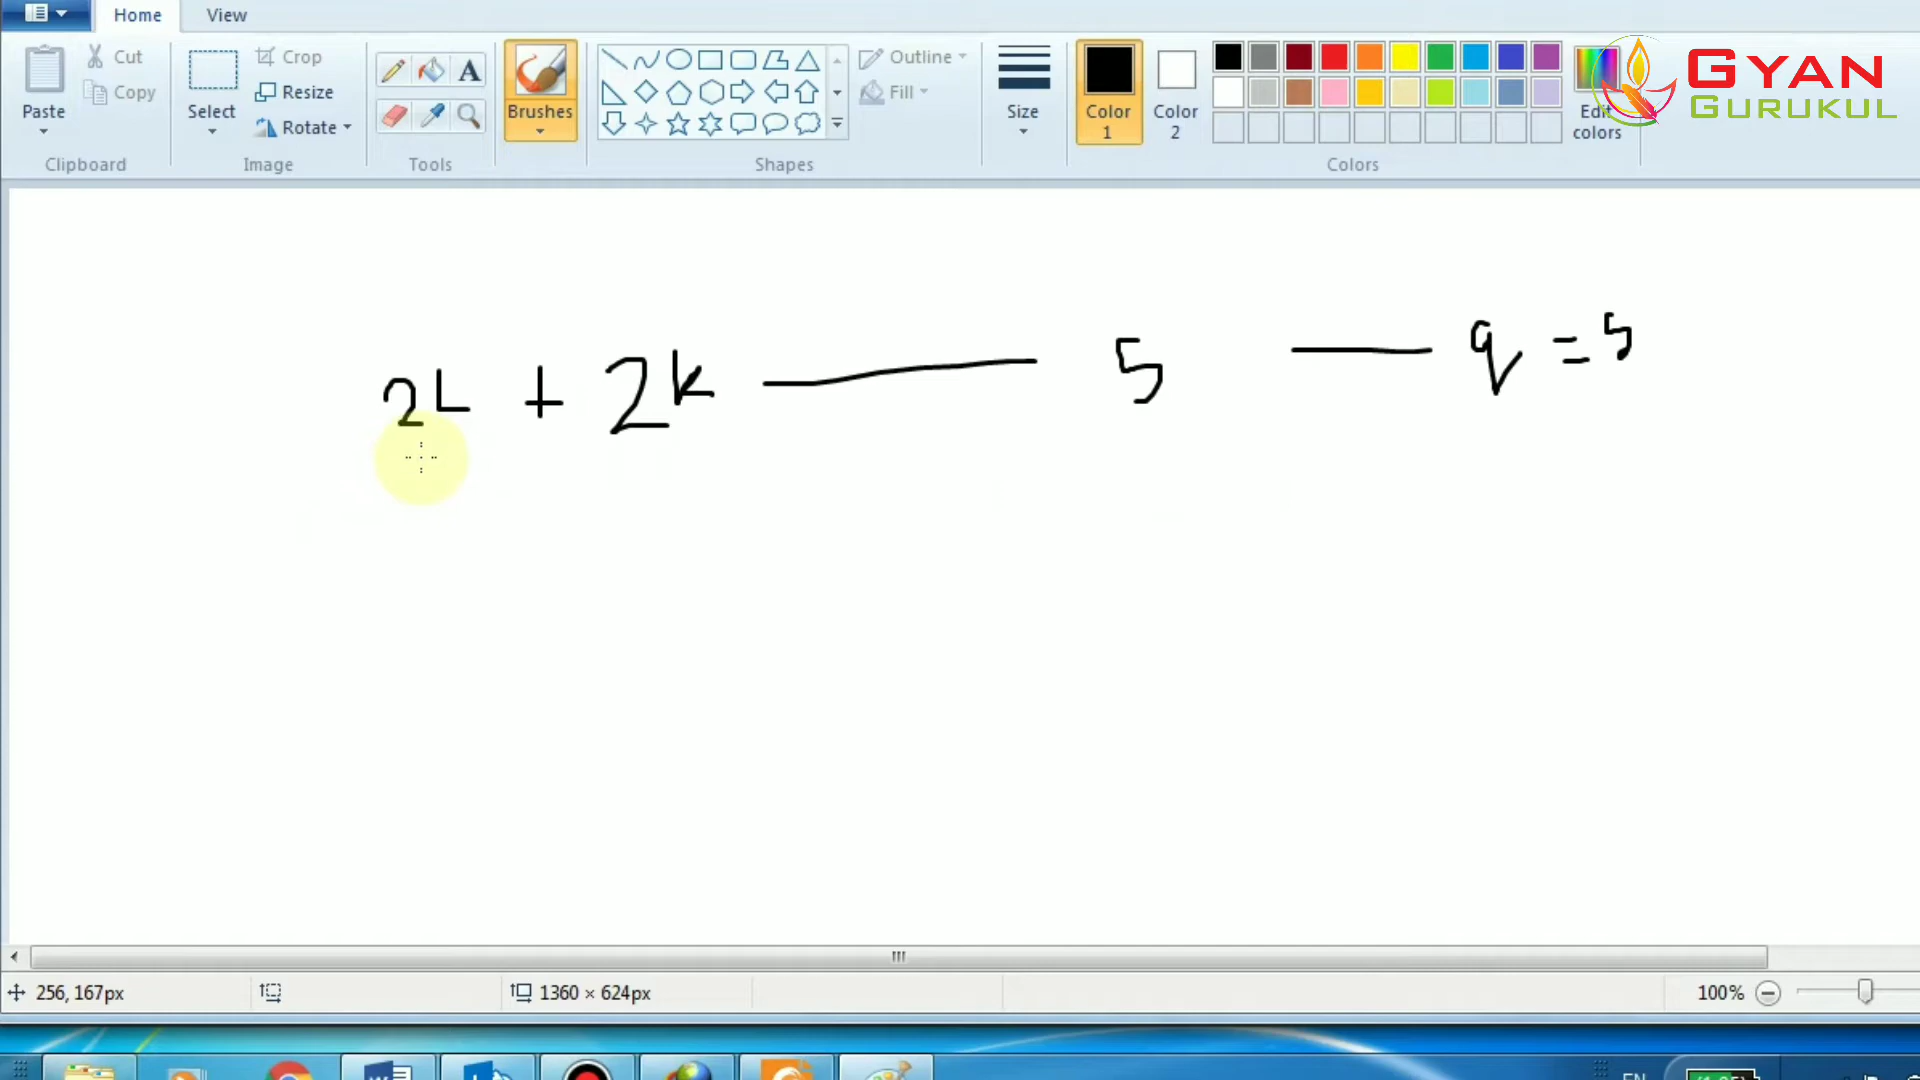 Home View
Paste Cut Copy Select Crop Resize Rotate A Brushes Outline Fill Size Color 1 Color 2 Edit colors
Clipboard Image Tools Shapes Colors
GYAN
GURUKUL
2L + 2K — 5 — q = 5
256, 167px 1360 × 624px 100%
EN